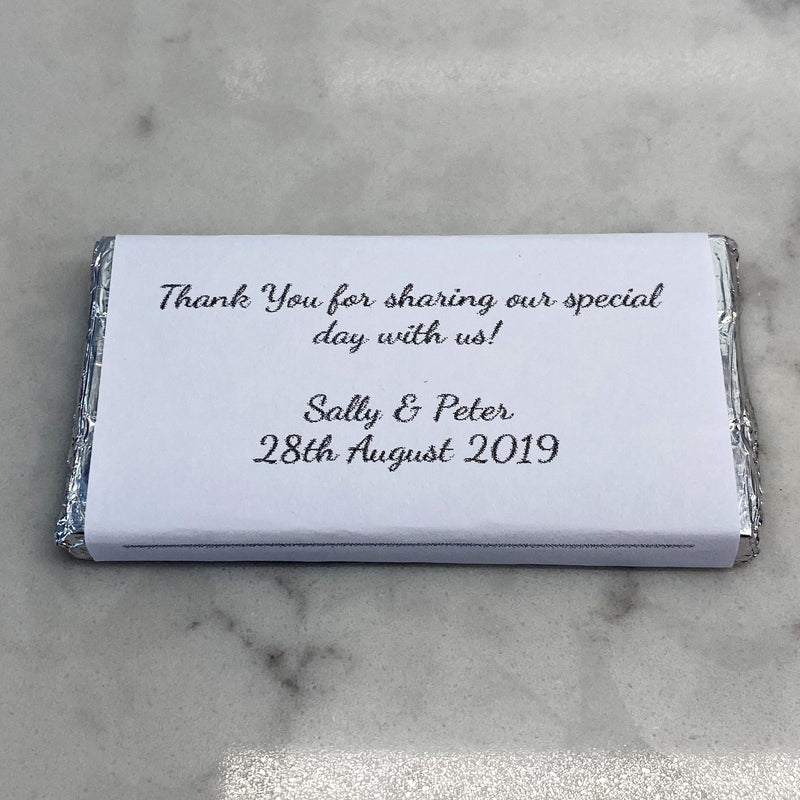 Thank You for sharing our special
day with us!
Sally & Peter
28th August 2019